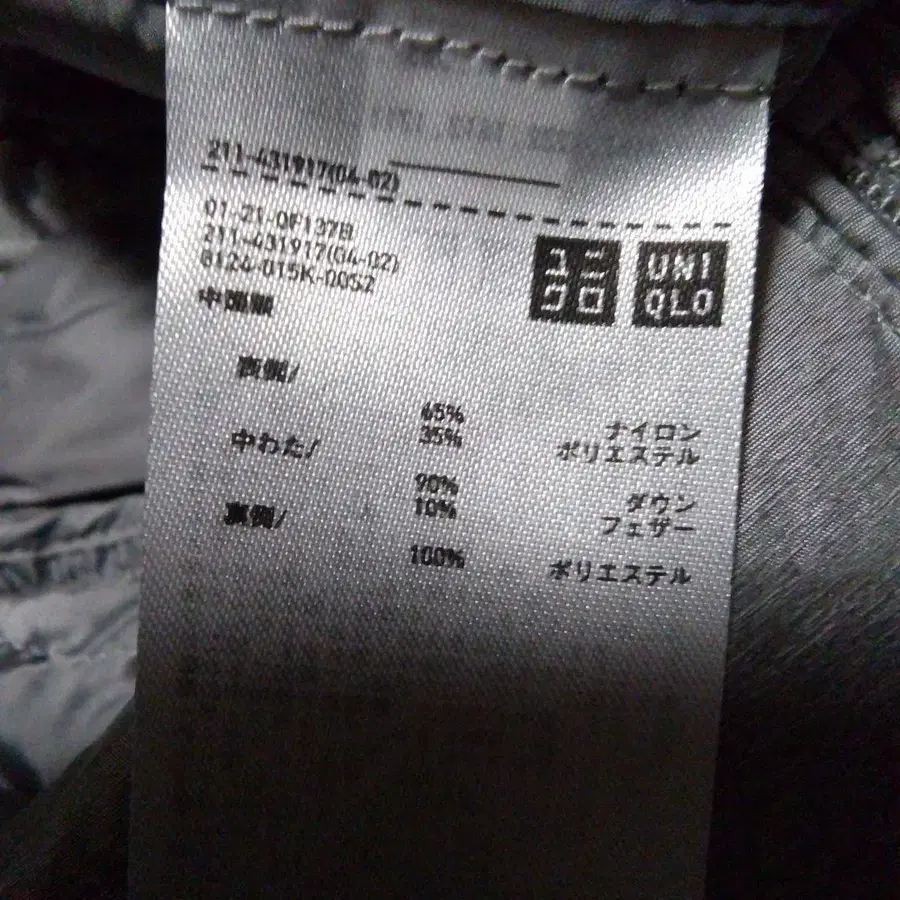 211-431917(04-02)
01-21-0F137B
211-431917(04-02)
8124-015K-00S2
中国製
ユニ
クロ
UNI
QLO
表側/
65% ナイロン
35% ポリエステル
中わた/
90% ダウン
10% フェザー
裏側/
100% ポリエステル